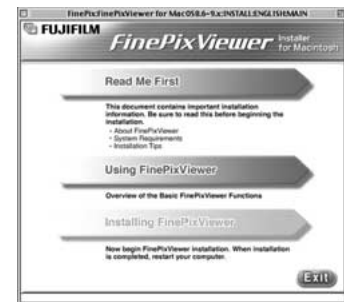 FinePix:FinePixViewer for MacOS8.6~9.x:INSTALL:ENGLISH:MAIN
FUJIFILM
FinePixViewer Installer for Macintosh
Read Me First
This document contains important installation
information. Be sure to read this before beginning the
installation.
- About FinePixViewer
- System Requirements
- Installation Tips
Using FinePixViewer
Overview of the Basic FinePixViewer Functions
Installing FinePixViewer
Now begin FinePixViewer installation. When installation
is completed, restart your computer.
Exit